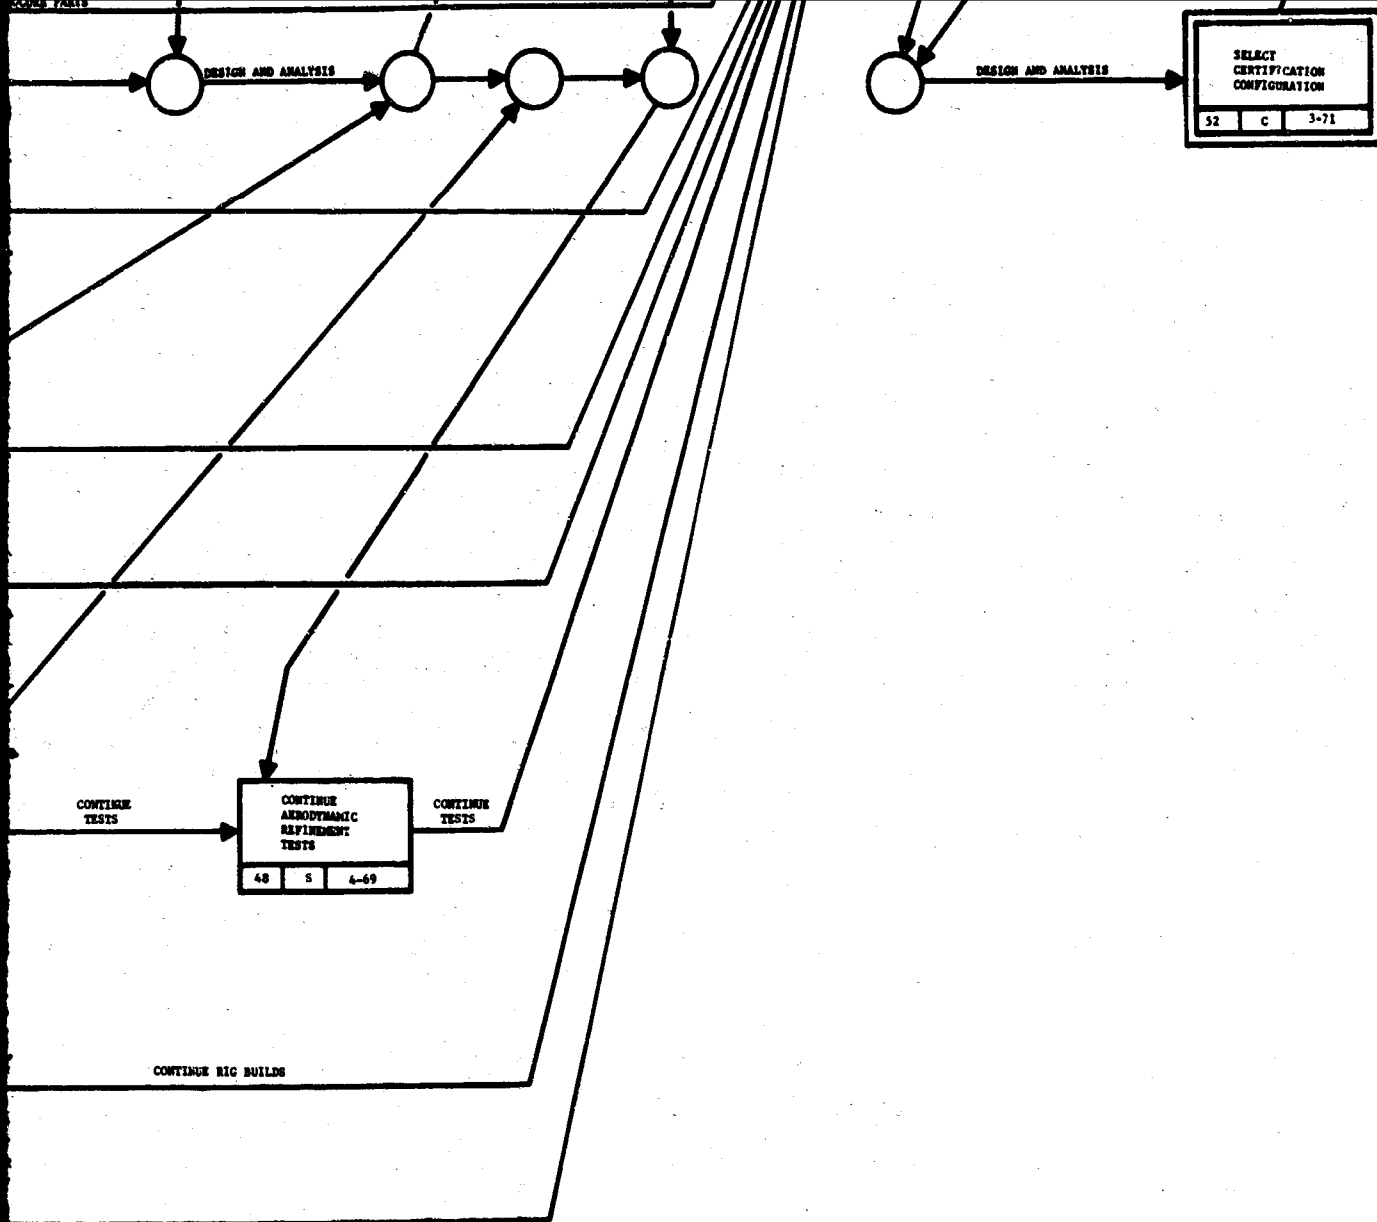 PARTS
DESIGN AND ANALYSIS
DESIGN AND ANALYSIS
SELECT
CERTIFICATION
CONFIGURATION
52 C 3-71
CONTINUE
TESTS
CONTINUE
AERODYNAMIC
REFINEMENT
TESTS
48 S 4-69
CONTINUE
TESTS
CONTINUE RIG BUILDS